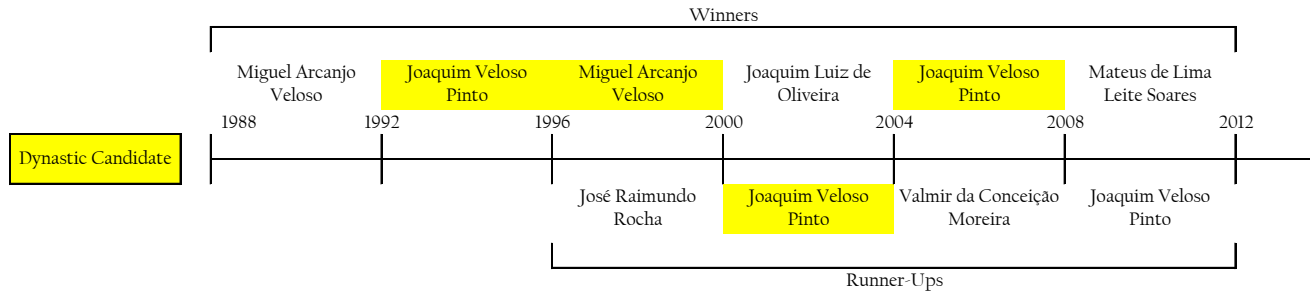 Winners
Miguel Arcanjo Veloso
Joaquim Veloso Pinto
Miguel Arcanjo Veloso
Joaquim Luiz de Oliveira
Joaquim Veloso Pinto
Mateus de Lima Leite Soares
1988 1992 1996 2000 2004 2008 2012
Dynastic Candidate
José Raimundo Rocha
Joaquim Veloso Pinto
Valmir da Conceição Moreira
Joaquim Veloso Pinto
Runner-Ups